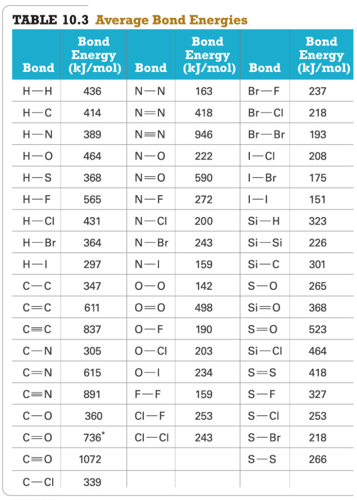 TABLE 10.3 Average Bond Energies
Bond Bond Bond
Energy Energy Energy
Bond (kJ/mol) Bond (kJ/mol) Bond (kJ/mol)
H—H 436 N—N 163 Br—F 237
H—C 414 N=N 418 Br—Cl 218
H—N 389 N≡N 946 Br—Br 193
H—O 464 N—O 222 I—Cl 208
H—S 368 N=O 590 I—Br 175
H—F 565 N—F 272 I—I 151
H—Cl 431 N—Cl 200 Si—H 323
H—Br 364 N—Br 243 Si—Si 226
H—I 297 N—I 159 Si—C 301
C—C 347 O—O 142 S—O 265
C=C 611 O=O 498 Si=O 368
C≡C 837 O—F 190 S=O 523
C—N 305 O—Cl 203 Si—Cl 464
C=N 615 O—I 234 S=S 418
C≡N 891 F—F 159 S—F 327
C—O 360 Cl—F 253 S—Cl 253
C=O 736* Cl—Cl 243 S—Br 218
C≡O 1072 S—S 266
C—Cl 339